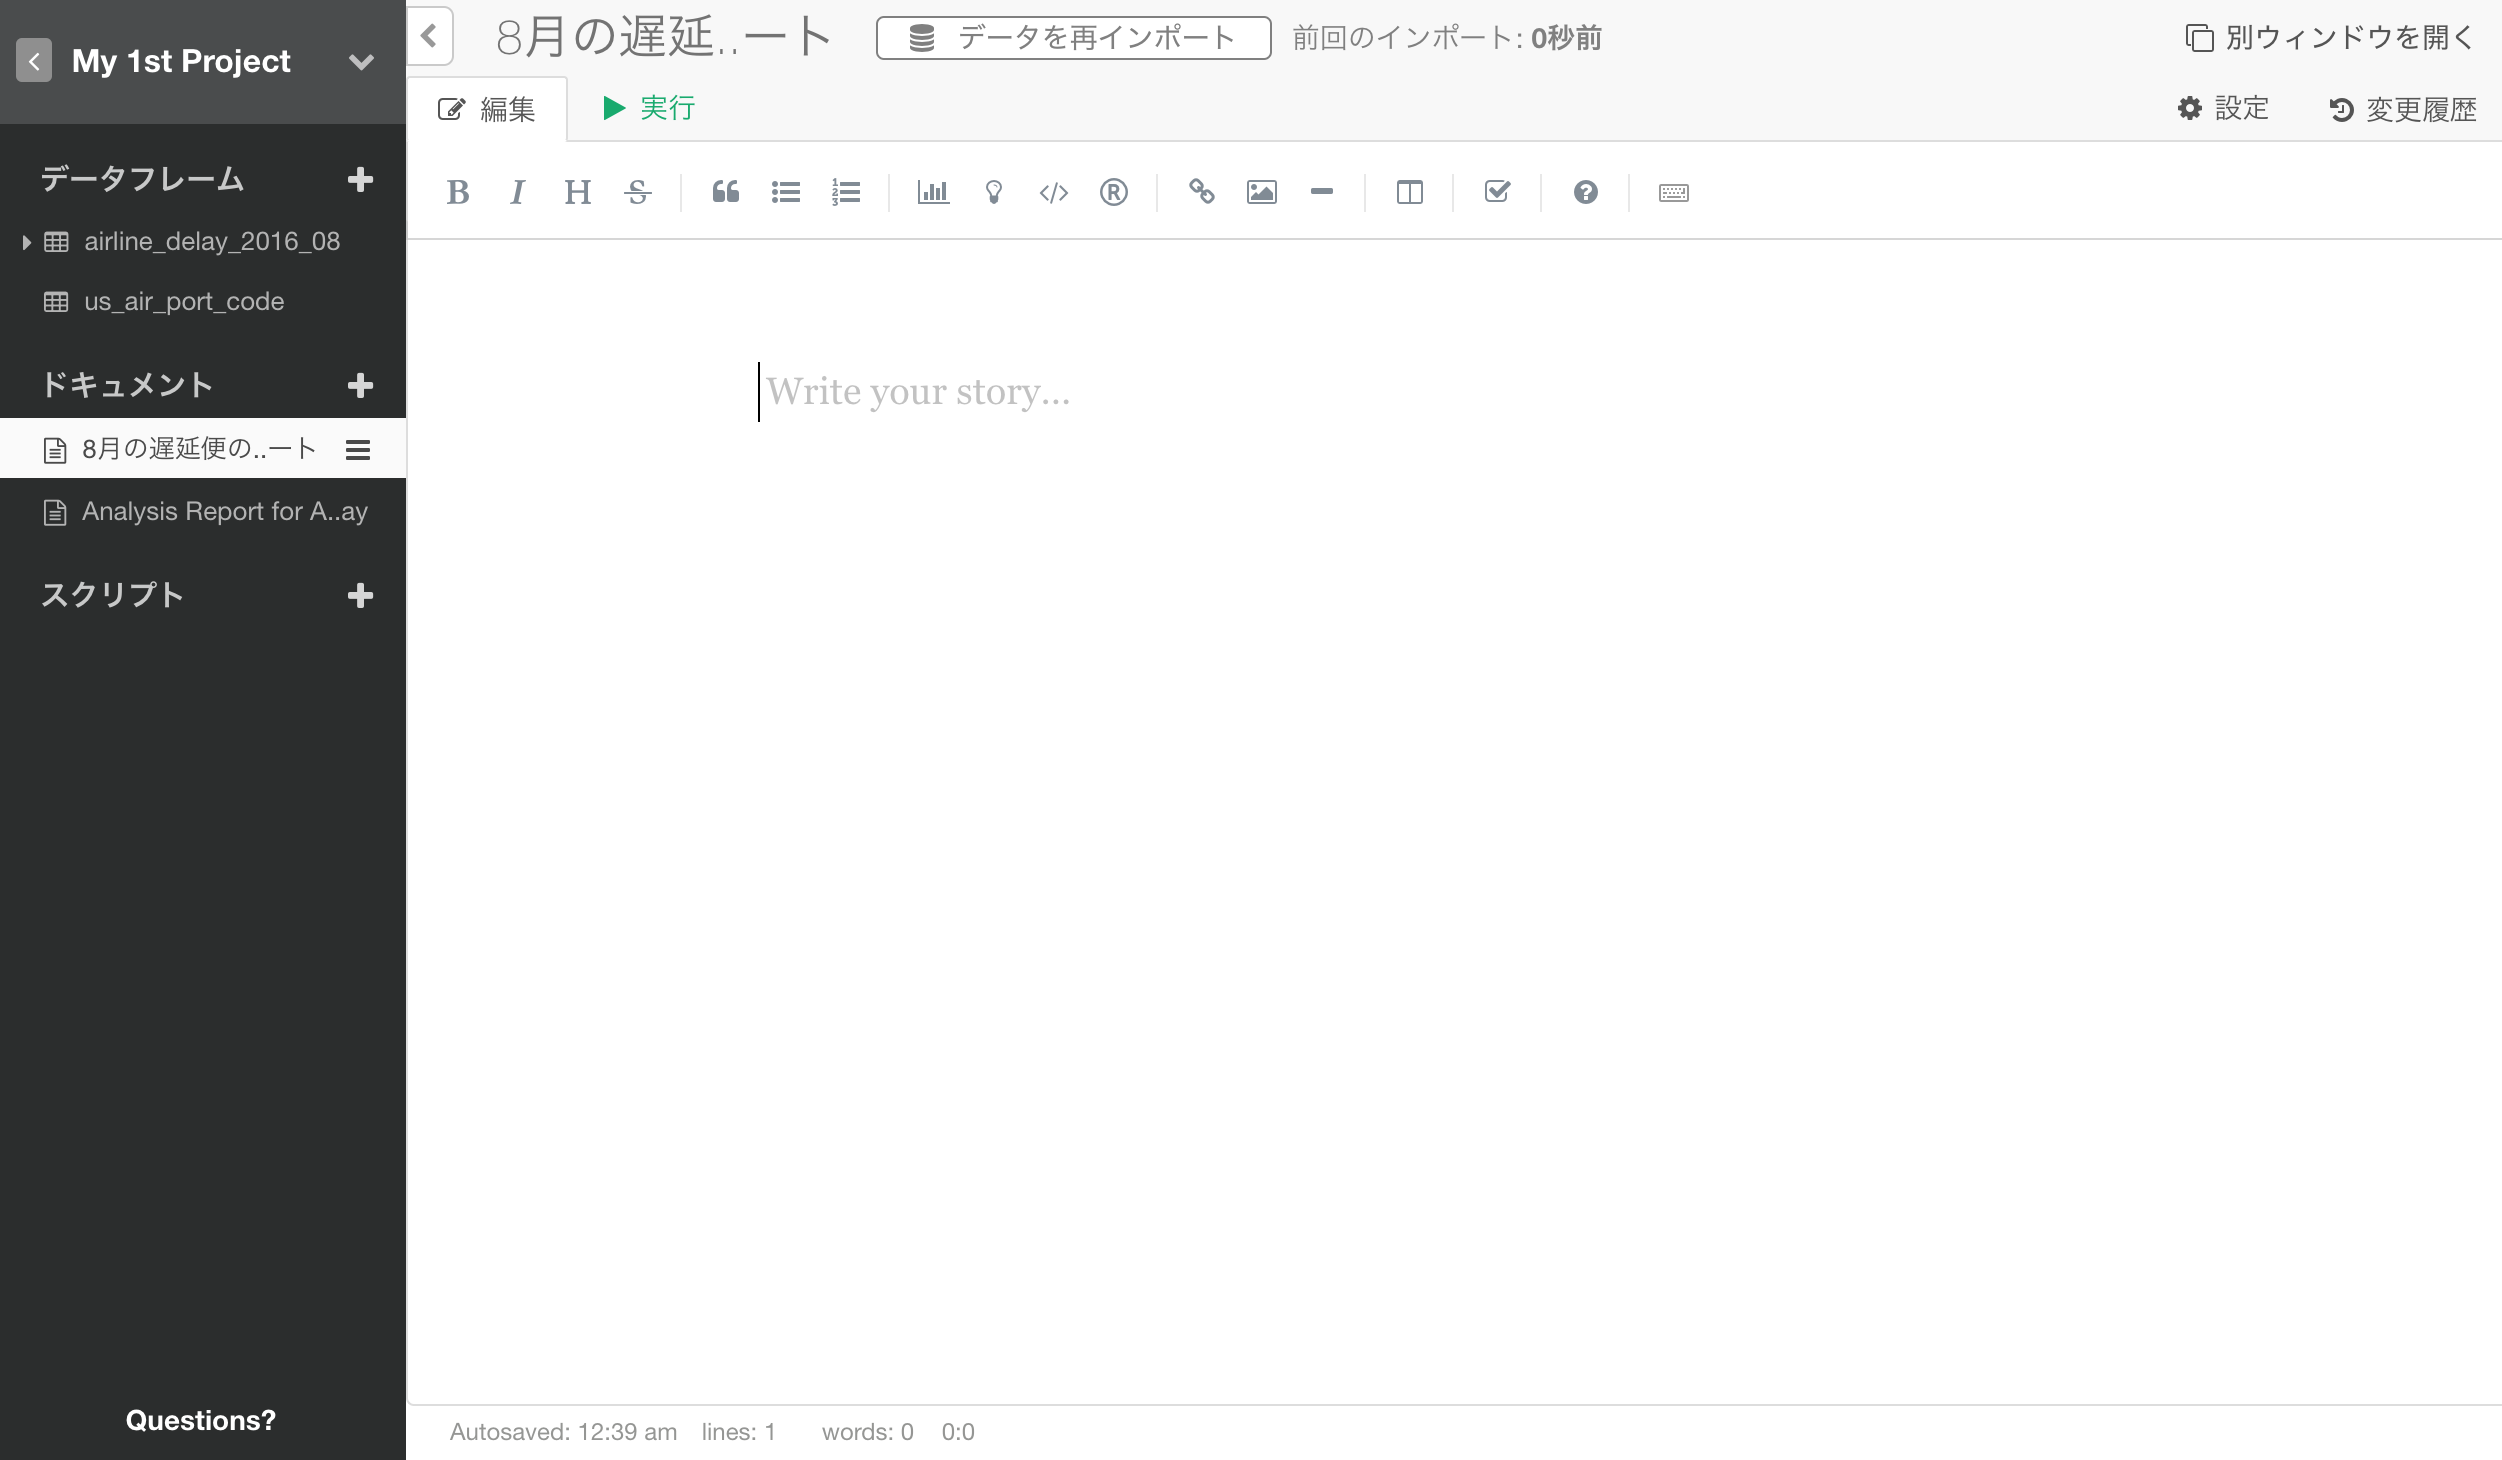 My 1st Project
データフレーム
airline_delay_2016_08
us_air_port_code
ドキュメント
8月の遅延便の..ート
Analysis Report for A..ay
スクリプト
Questions?
8月の遅延..ート
データを再インポート
前回のインポート: 0秒前
別ウィンドウを開く
編集
実行
設定
変更履歴
B I H S
Write your story...
Autosaved: 12:39 am lines: 1 words: 0 0:0